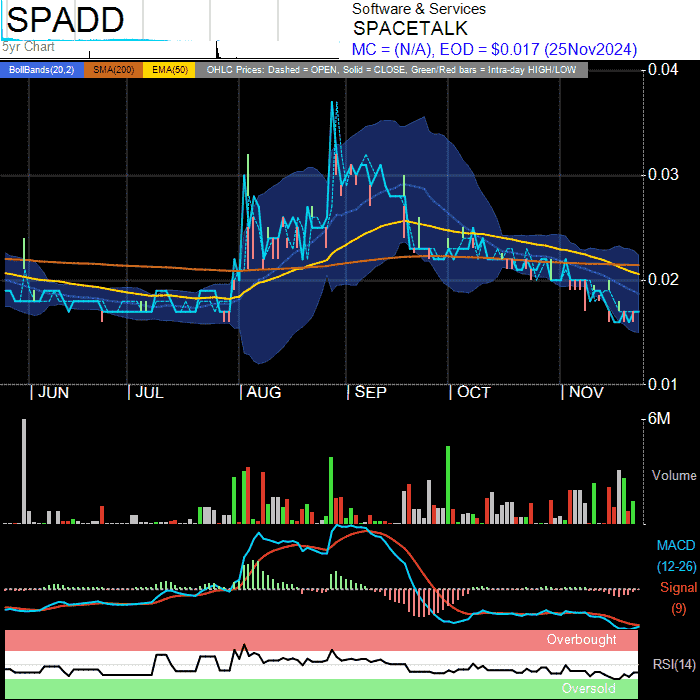 SPADD
Software & Services
SPACETALK
5yr Chart
MC = (N/A), EOD = $0.017 (25Nov2024)
BollBands(20,2) SMA(200) EMA(50) OHLC Prices: Dashed = OPEN, Solid = CLOSE, Green/Red bars = Intra-day HIGH/LOW
0.04
0.03
0.02
0.01
| JUN | JUL | AUG | SEP | OCT | NOV
6M
Volume
MACD
(12-26)
Signal
(9)
Overbought
RSI(14)
Oversold